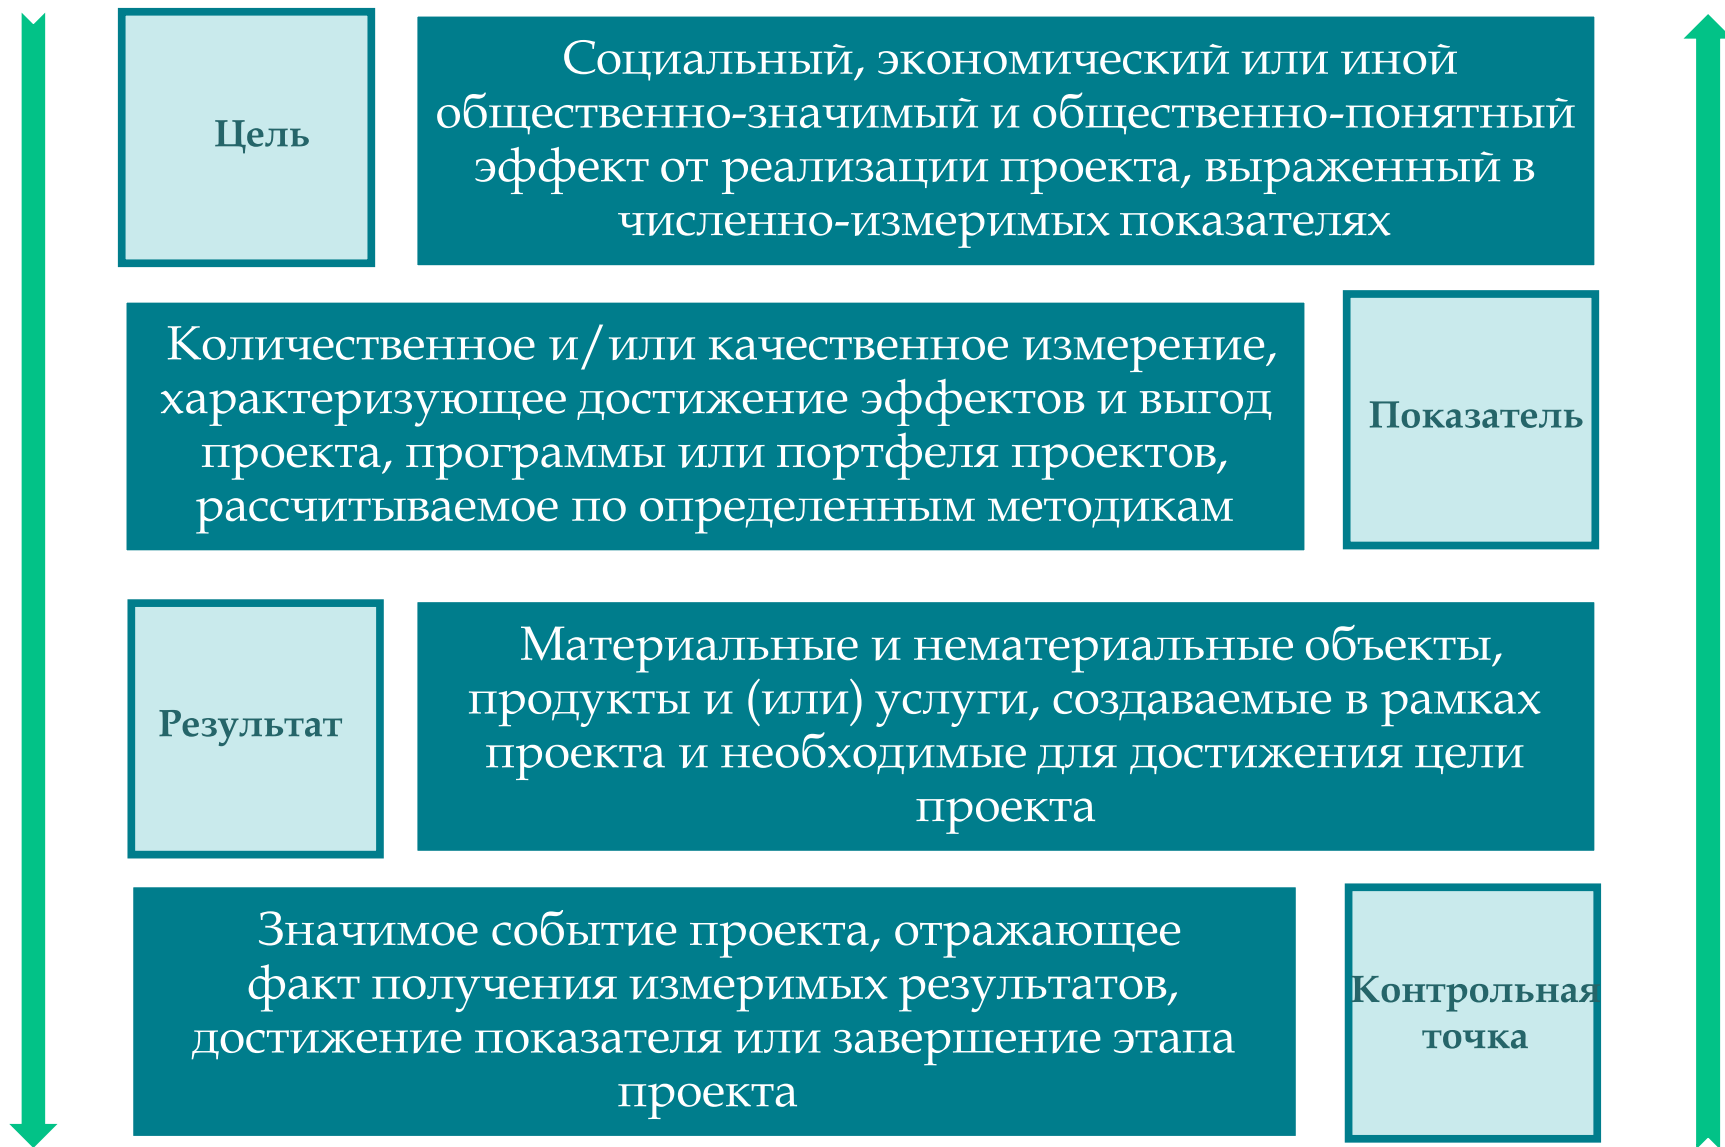 Цель
Социальный, экономический или иной
общественно-значимый и общественно-понятный
эффект от реализации проекта, выраженный в
численно-измеримых показателях
Количественное и/или качественное измерение,
характеризующее достижение эффектов и выгод
проекта, программы или портфеля проектов,
рассчитываемое по определенным методикам
Показатель
Результат
Материальные и нематериальные объекты,
продукты и (или) услуги, создаваемые в рамках
проекта и необходимые для достижения цели
проекта
Значимое событие проекта, отражающее
факт получения измеримых результатов,
достижение показателя или завершение этапа
проекта
Контрольная
точка